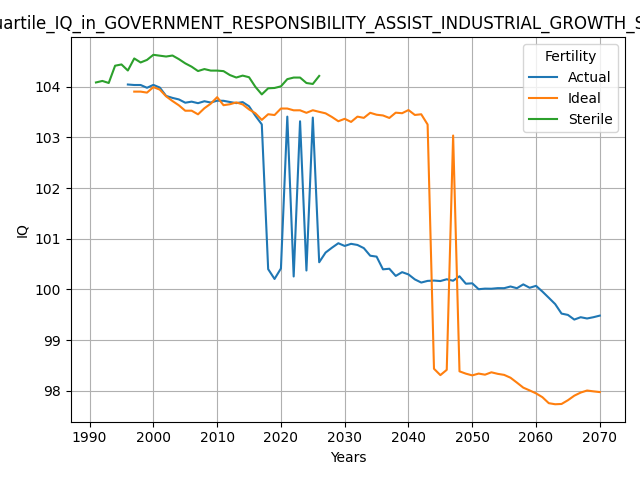 uartile_IQ_in_GOVERNMENT_RESPONSIBILITY_ASSIST_INDUSTRIAL_GROWTH_S
Fertility
Actual
Ideal
Sterile
IQ
104
103
102
101
100
99
98
1990 2000 2010 2020 2030 2040 2050 2060 2070
Years